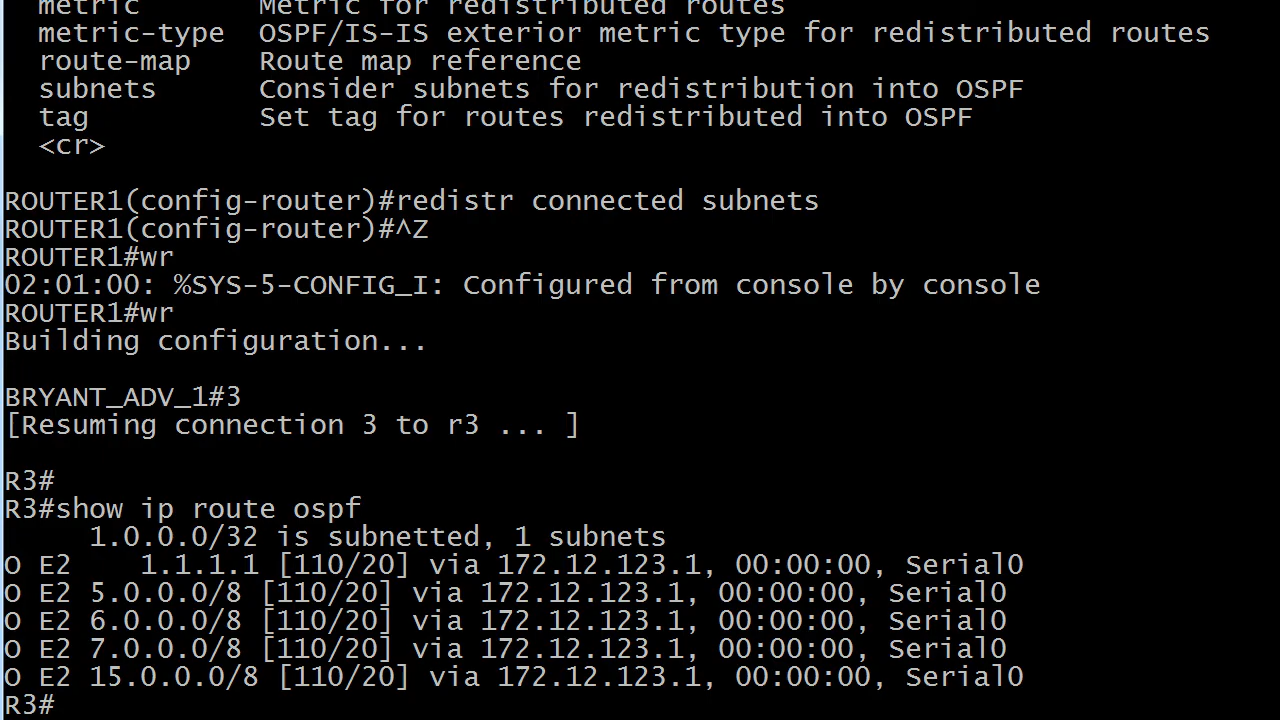 metric Metric for redistributed routes
metric-type OSPF/IS-IS exterior metric type for redistributed routes
route-map Route map reference
subnets Consider subnets for redistribution into OSPF
tag Set tag for routes redistributed into OSPF
<cr>
ROUTER1(config-router)#redistr connected subnets
ROUTER1(config-router)#^Z
ROUTER1#wr
02:01:00: %SYS-5-CONFIG_I: Configured from console by console
ROUTER1#wr
Building configuration...
BRYANT_ADV_1#3
[Resuming connection 3 to r3 ... ]
R3#
R3#show ip route ospf
1.0.0.0/32 is subnetted, 1 subnets
O E2 1.1.1.1 [110/20] via 172.12.123.1, 00:00:00, Serial0
O E2 5.0.0.0/8 [110/20] via 172.12.123.1, 00:00:00, Serial0
O E2 6.0.0.0/8 [110/20] via 172.12.123.1, 00:00:00, Serial0
O E2 7.0.0.0/8 [110/20] via 172.12.123.1, 00:00:00, Serial0
O E2 15.0.0.0/8 [110/20] via 172.12.123.1, 00:00:00, Serial0
R3#